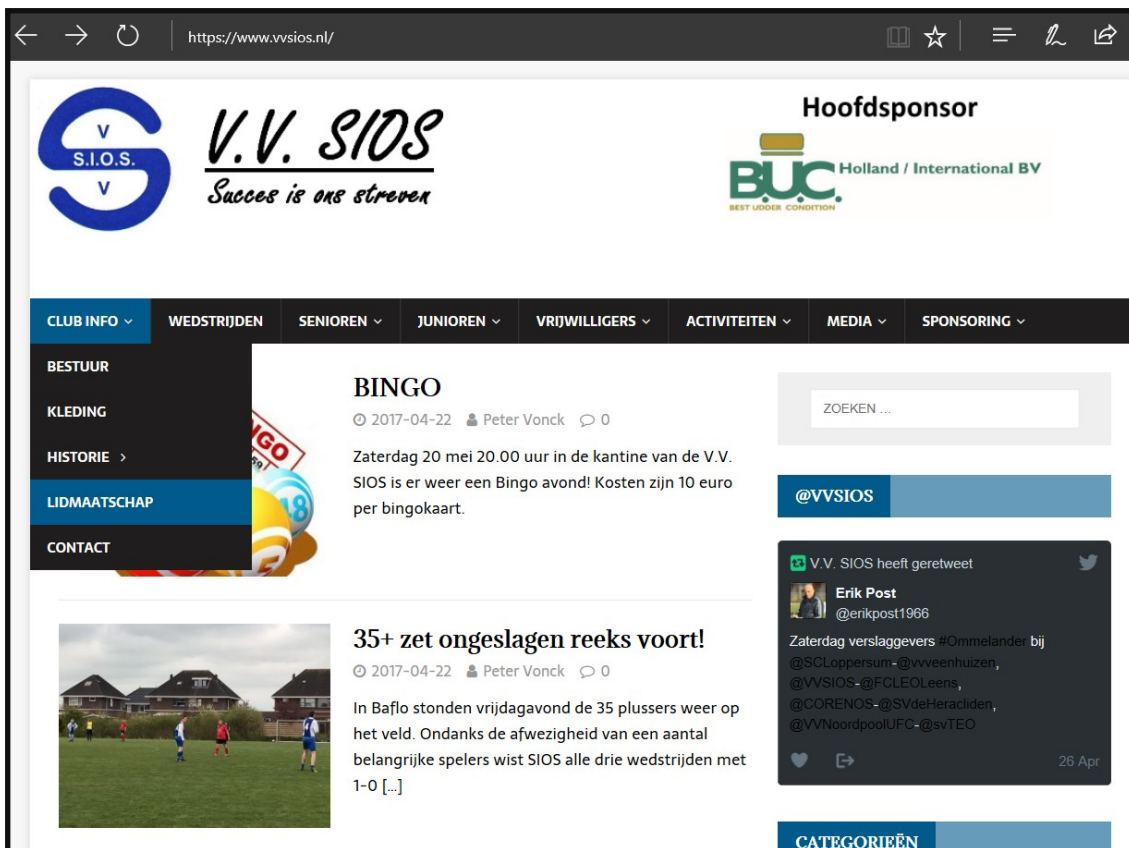 https://www.vvsios.nl/
V
S.I.O.S.
V
V.V. SIOS
Succes is ons streven
Hoofdsponsor
B.U.C.
Holland / International BV
BEST UDDER CONDITION
CLUB INFO
WEDSTRIJDEN
SENIOREN
JUNIOREN
VRIJWILLIGERS
ACTIVITEITEN
MEDIA
SPONSORING
BESTUUR
KLEDING
HISTORIE
LIDMAATSCHAP
CONTACT
BINGO
2017-04-22 Peter Vonck 0
Zaterdag 20 mei 20.00 uur in de kantine van de V.V.
SIOS is er weer een Bingo avond! Kosten zijn 10 euro
per bingokaart.
35+ zet ongeslagen reeks voort!
2017-04-22 Peter Vonck 0
In Baflo stonden vrijdagavond de 35 plussers weer op
het veld. Ondanks de afwezigheid van een aantal
belangrijke spelers wist SIOS alle drie wedstrijden met
1-0 [...]
ZOEKEN ...
@VVSIOS
V.V. SIOS heeft geretweet
Erik Post
@erikpost1966
Zaterdag verslaggevers #Ommelander bij
@SCLoppersum-@vvveenhuizen,
@VVSIOS-@FCLEOLeens,
@CORENOS-@SVdeHeracliden,
@VVNoordpoolUFC-@svTEO
26 Apr
CATEGORIEËN